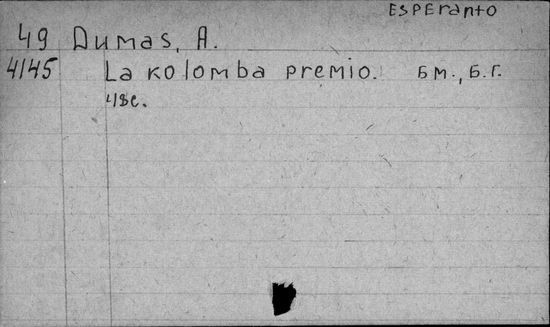 Esperanto
49 Dumas, A.
4145 La kolomba premio. Б м., Б.Г.
48с.